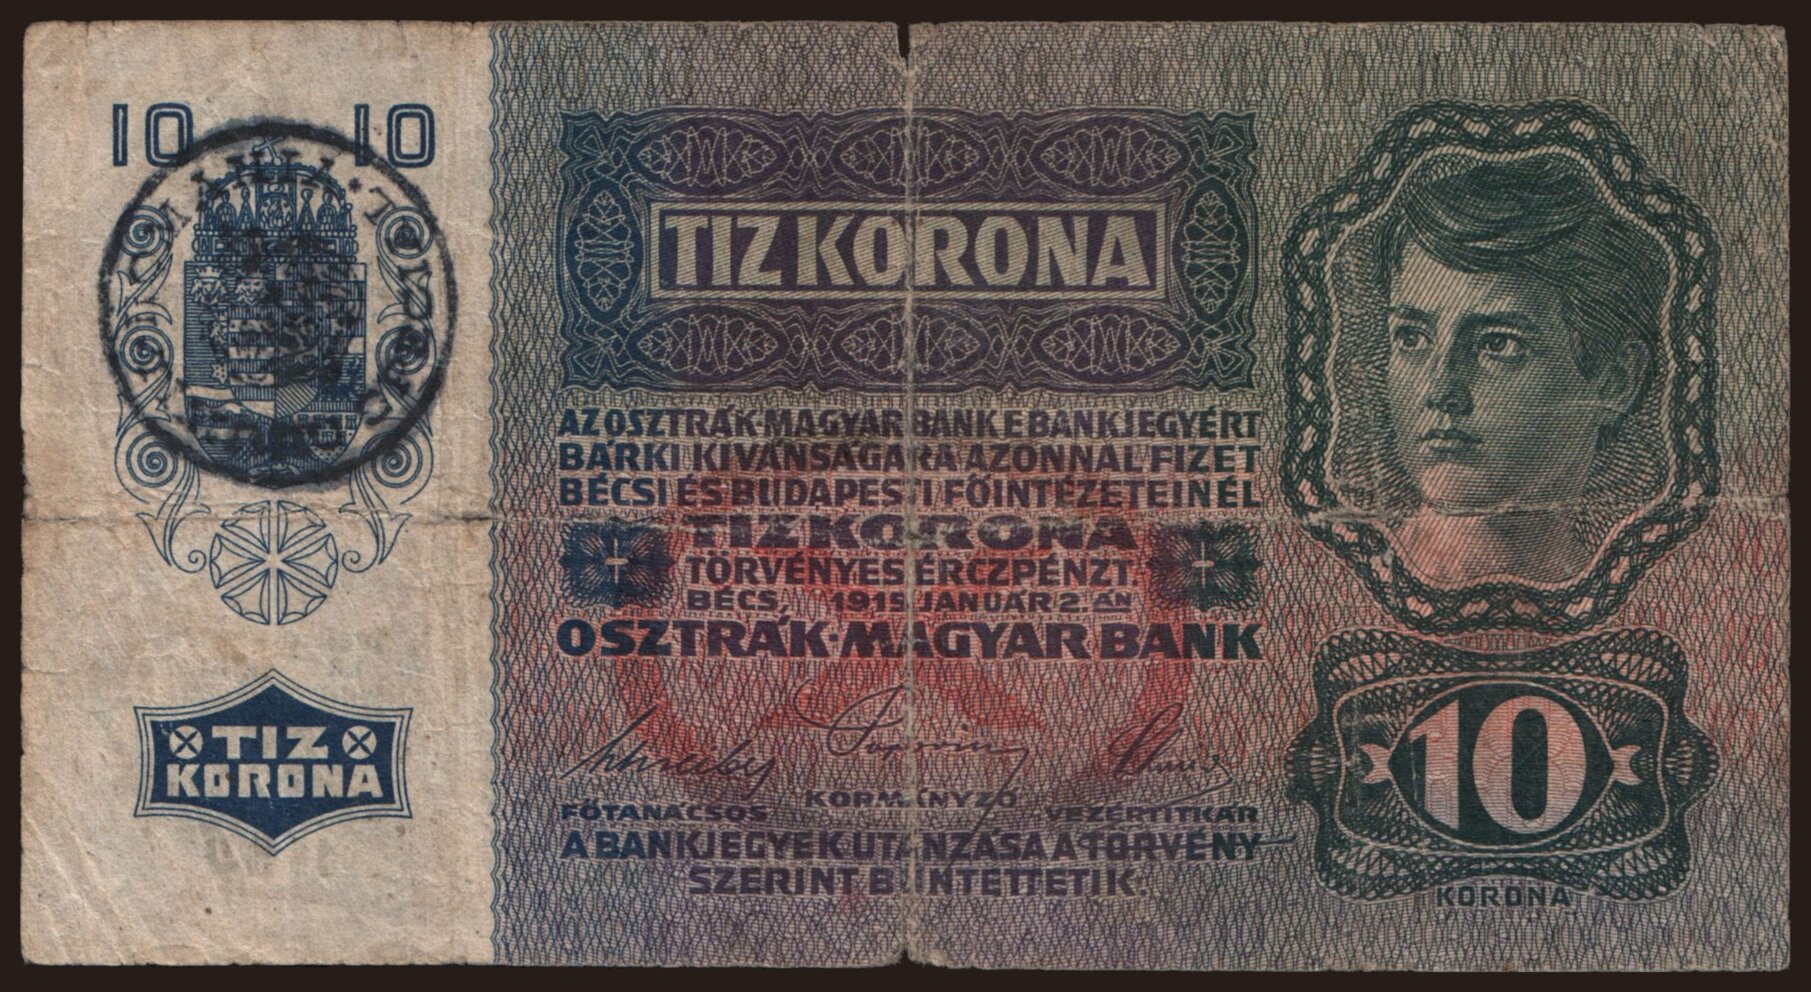 10 10
TIZ KORONA
AZ OSZTRÁK-MAGYAR BANK E BANKJEGYÉRT
BÁRKI KIVÁNSÁGÁRA AZONNAL FIZET
BÉCSI ÉS BUDAPESTI FŐINTÉZETEINÉL
TIZ KORONA
TÖRVÉNYES ÉRCZPÉNZT.
BÉCS, 1915 JANUÁR 2.ÁN
OSZTRÁK-MAGYAR BANK
TIZ
KORONA
FŐTANÁCSOS KORMÁNYZÓ VEZÉRTITKÁR
A BANKJEGYEK UTÁNZÁSA A TÖRVÉNY
SZERINT BÜNTETTETIK.
10
KORONA